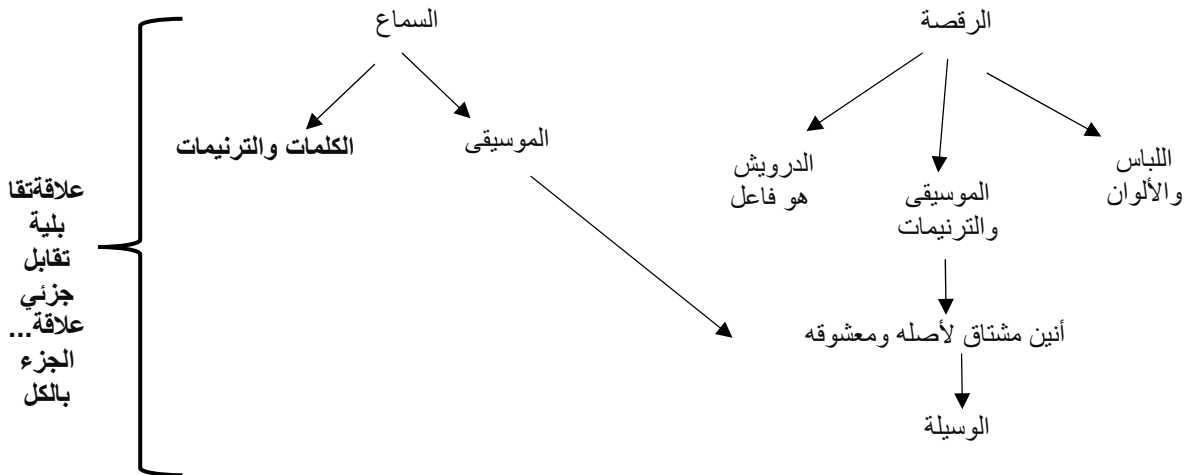 الرقصة
السماع
اللباس
والألوان
الموسيقى
والترنيمات
الدرويش
هو فاعل
الموسيقى
الكلمات والترنيمات
أنين مشتاق لأصله ومعشوقه
الوسيلة
علاقةتقا
بلية
تقابل
جزئي
علاقة...
الجزء
بالكل